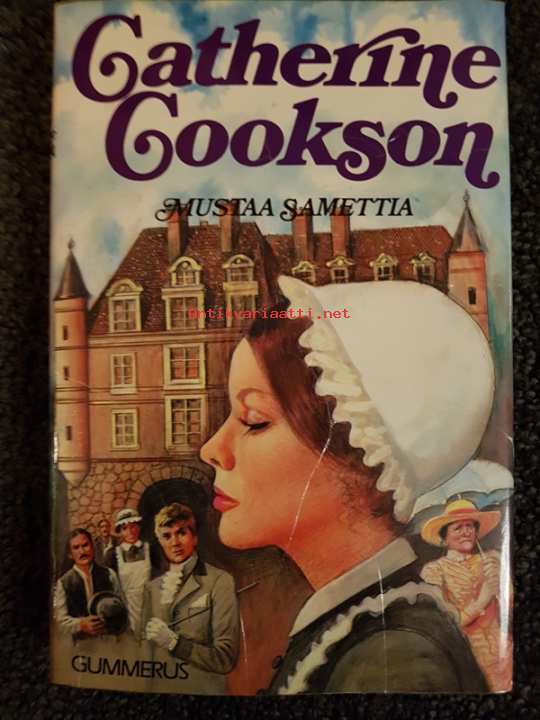 Catherine
Cookson
MUSTAA SAMETTIA
Antikvariaatti.net
GUMMERUS